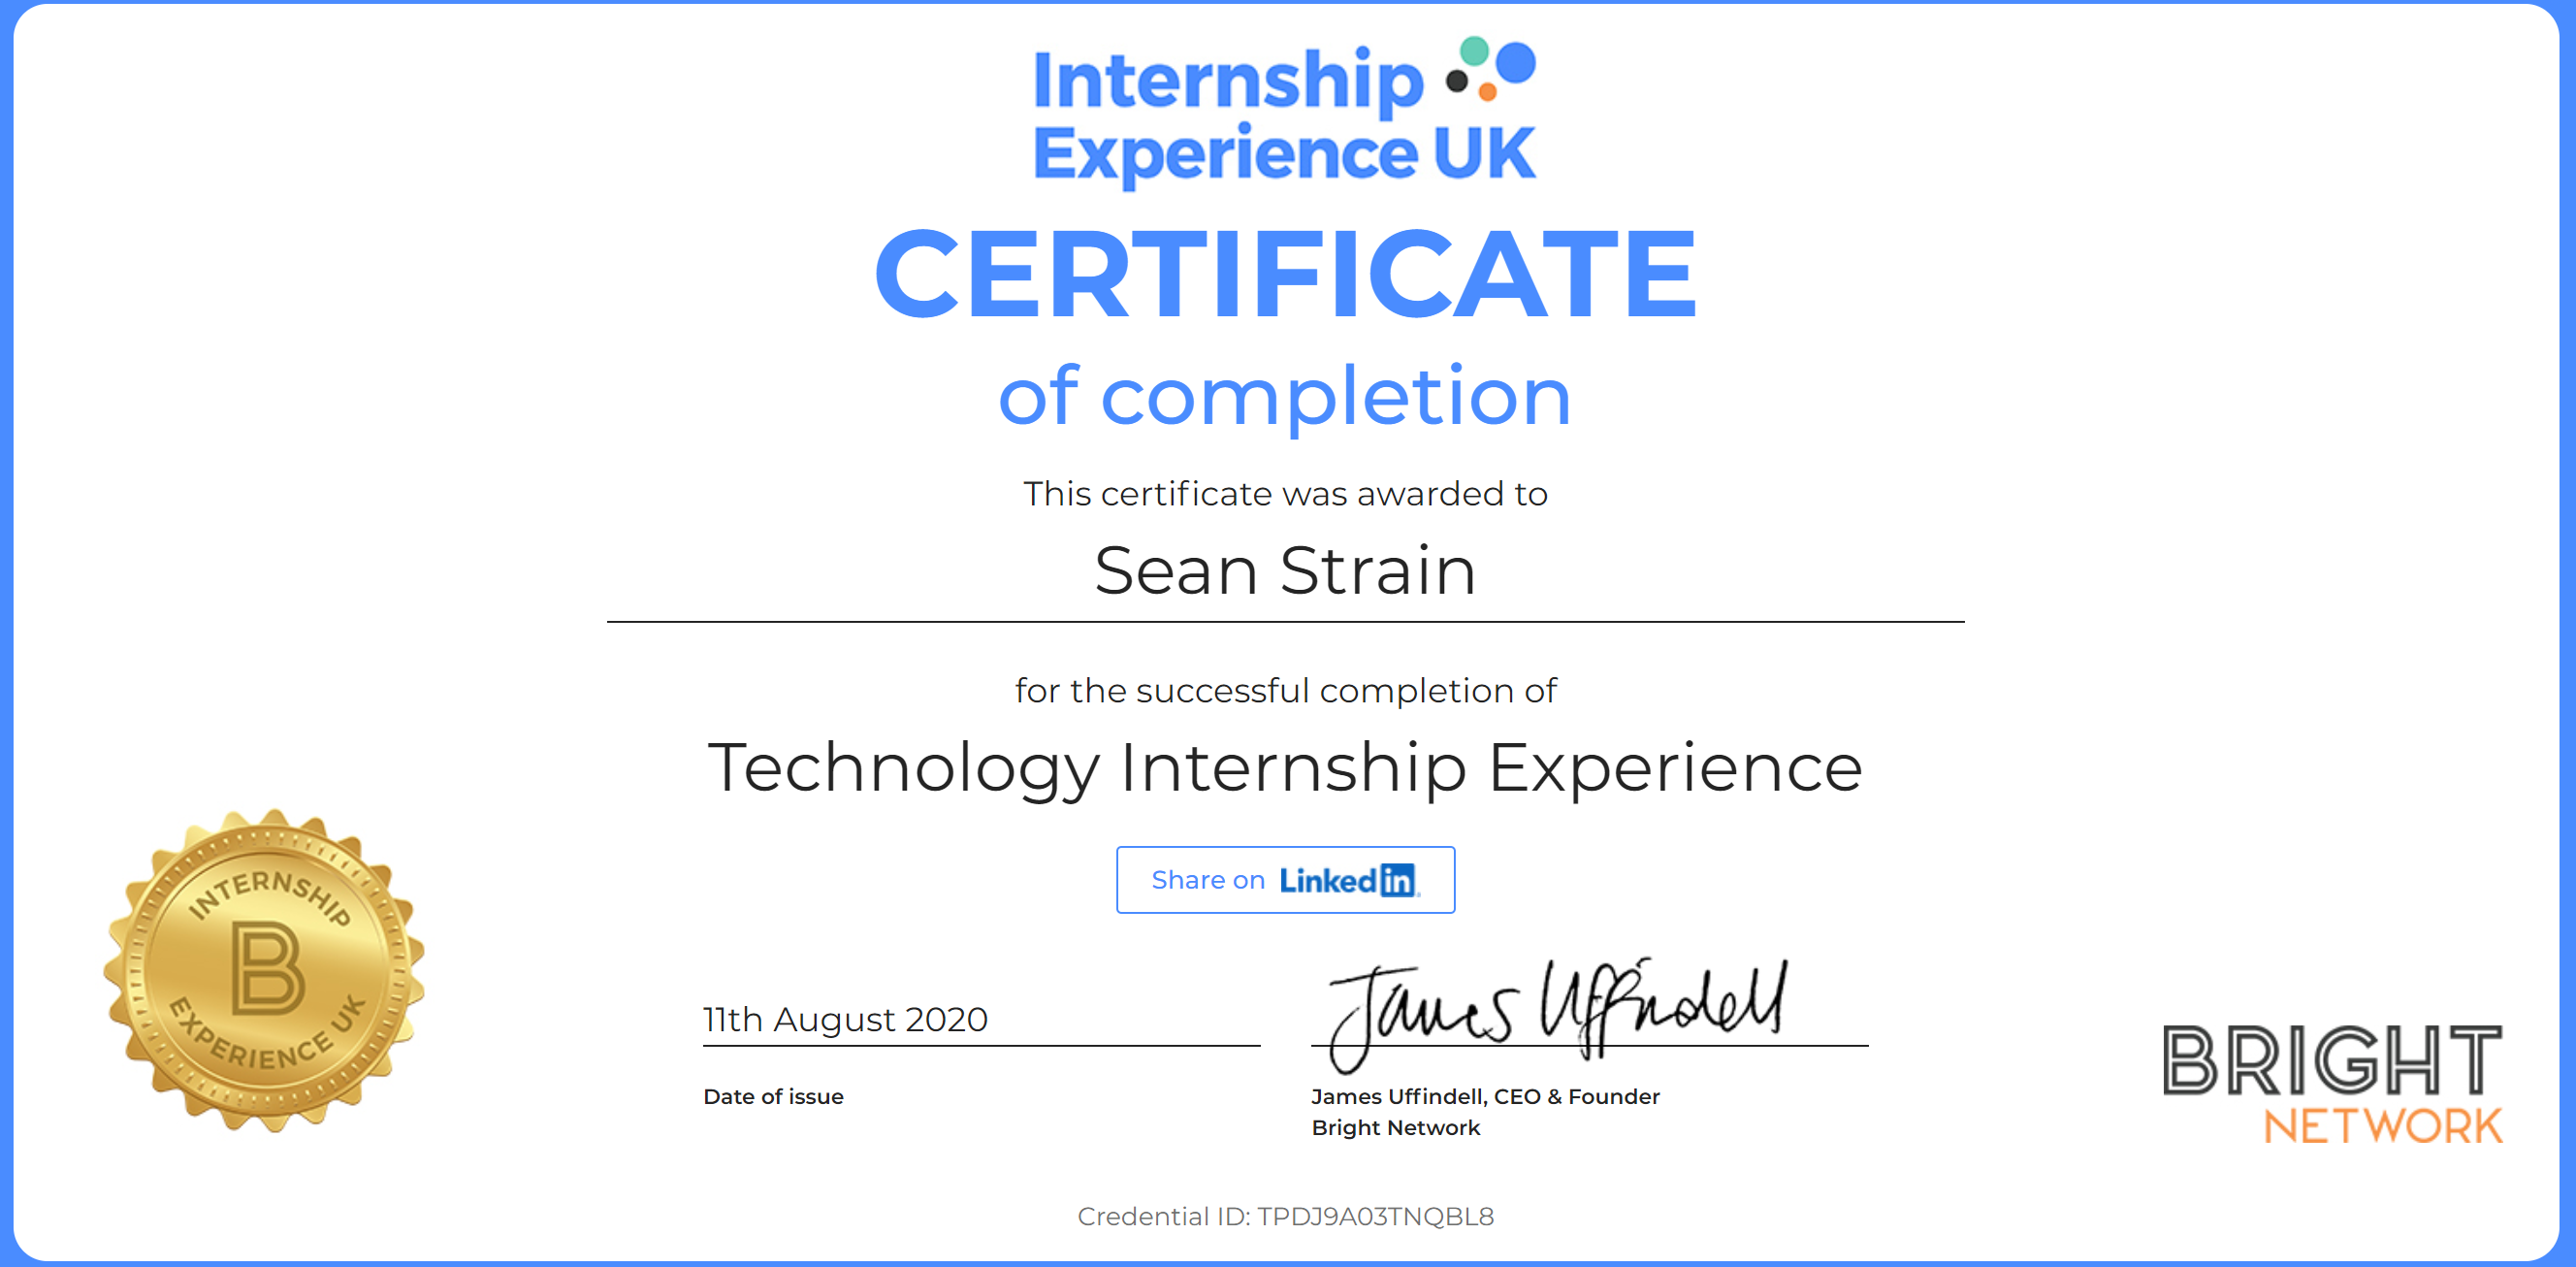 Internship
Experience UK
CERTIFICATE
of completion
This certificate was awarded to
Sean Strain
for the successful completion of
Technology Internship Experience
Share on LinkedIn
INTERNSHIP
B
EXPERIENCE UK
11th August 2020
James Uffindell
Date of issue
James Uffindell, CEO & Founder
Bright Network
BRIGHT
NETWORK
Credential ID: TPDJ9A03TNQBL8